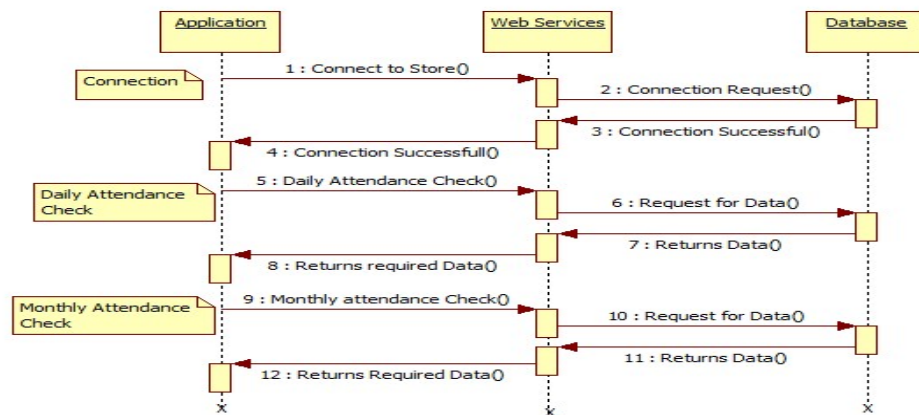 Application
Web Services
Database
Connection
1 : Connect to Store()
2 : Connection Request()
3 : Connection Successful()
4 : Connection Successfull()
Daily Attendance
Check
5 : Daily Attendance Check()
6 : Request for Data()
7 : Returns Data()
8 : Returns required Data()
Monthly Attendance
Check
9 : Monthly attendance Check()
10 : Request for Data()
11 : Returns Data()
12 : Returns Required Data()
X
X
X